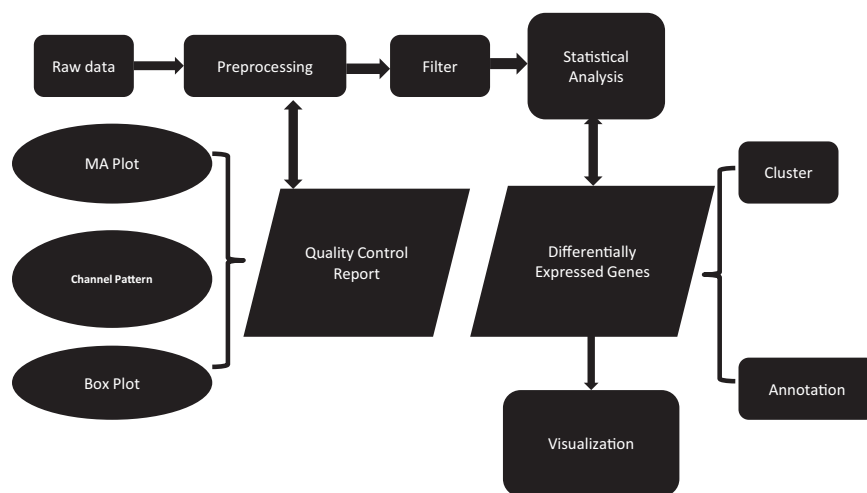 Raw data
Preprocessing
Filter
Statistical
Analysis
MA Plot
Channel Pattern
Box Plot
Quality Control
Report
Differentially
Expressed Genes
Cluster
Annotation
Visualization